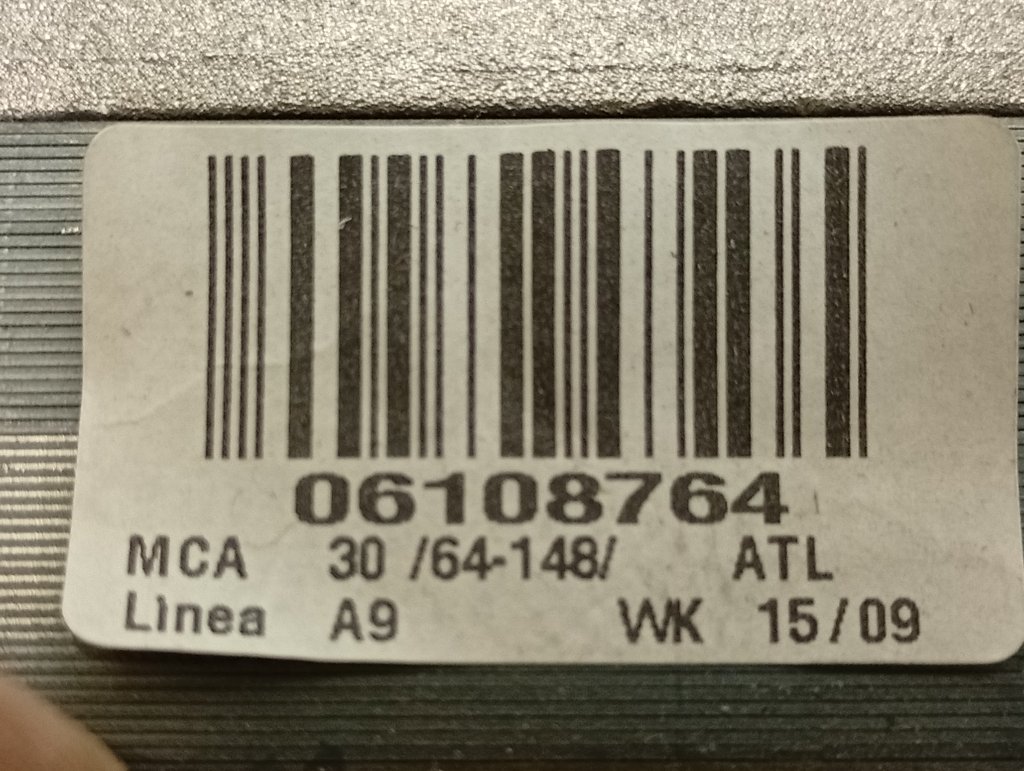 06108764
MCA 30 /64-148/ ATL
Linea A9 WK 15/09